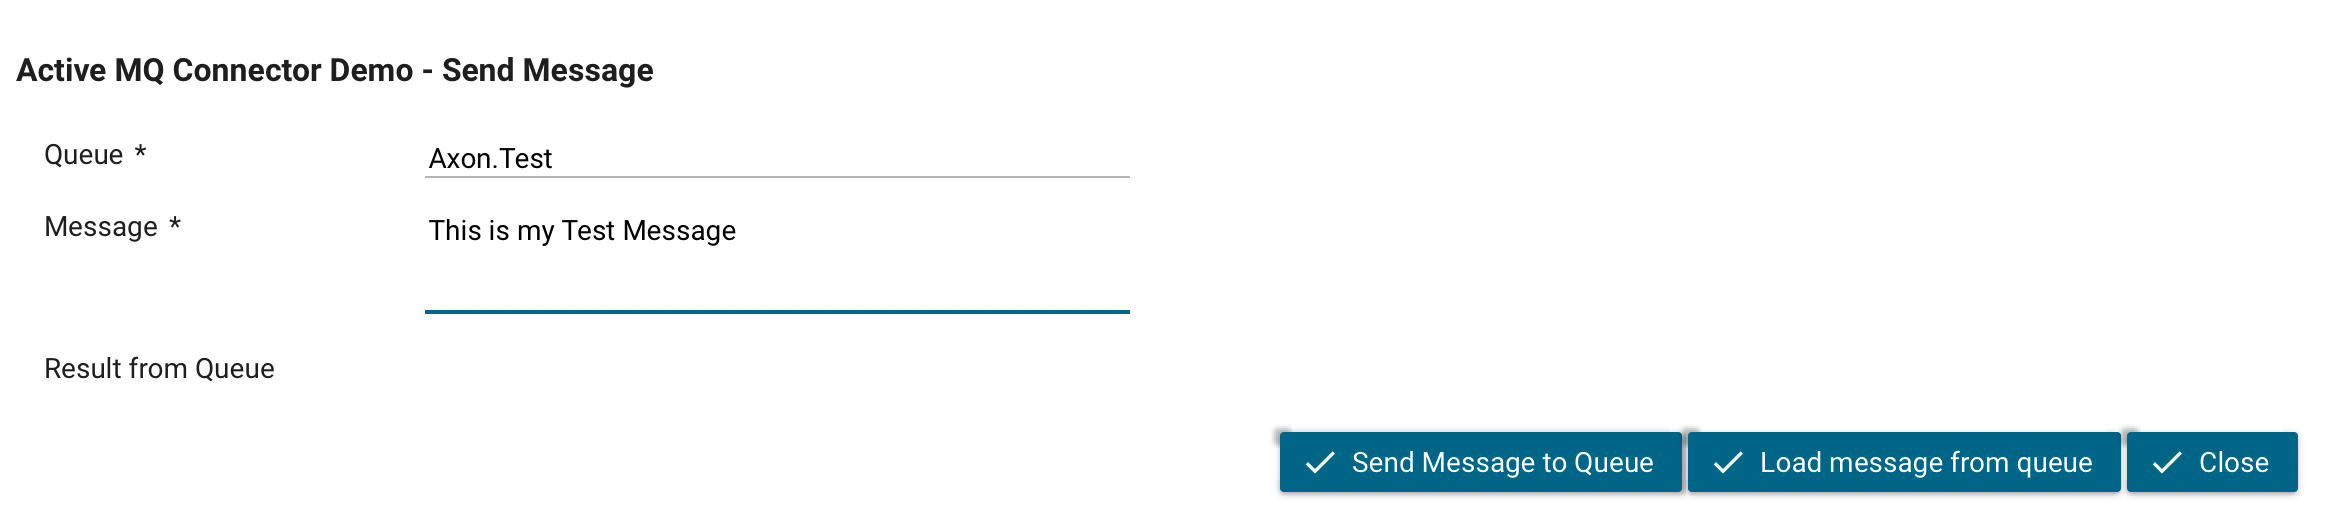 Active MQ Connector Demo - Send Message
Queue *
Axon.Test
Message *
This is my Test Message
Result from Queue
Send Message to Queue
Load message from queue
Close